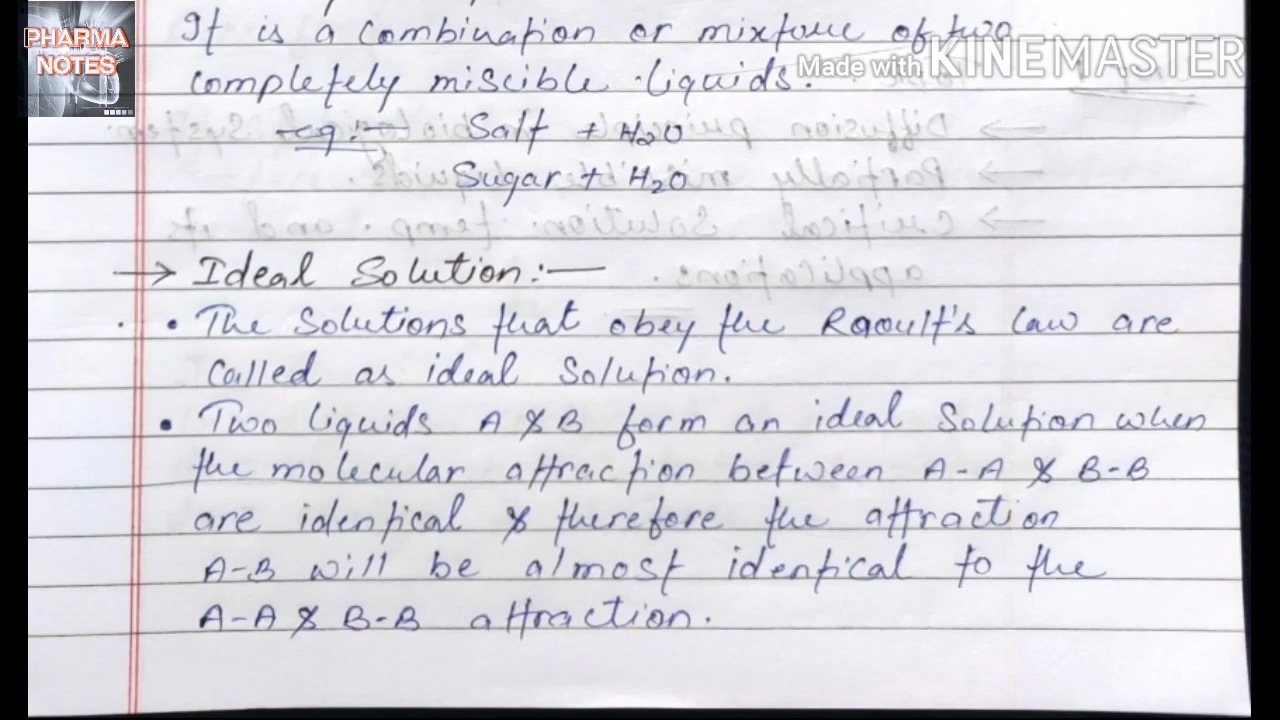 PHARMA
NOTES
Made with KINEMASTER
It is a combination or mixture of two
completely miscible liquids.
eg:- Salt + H2O
Sugar + H2O
→ Ideal Solution:—
• The Solutions that obey the Raoult's law are
called as ideal Solution.
• Two liquids A & B form an ideal Solution when
the molecular attraction between A-A & B-B
are identical & therefore the attraction
A-B will be almost identical to the
A-A & B-B attraction.